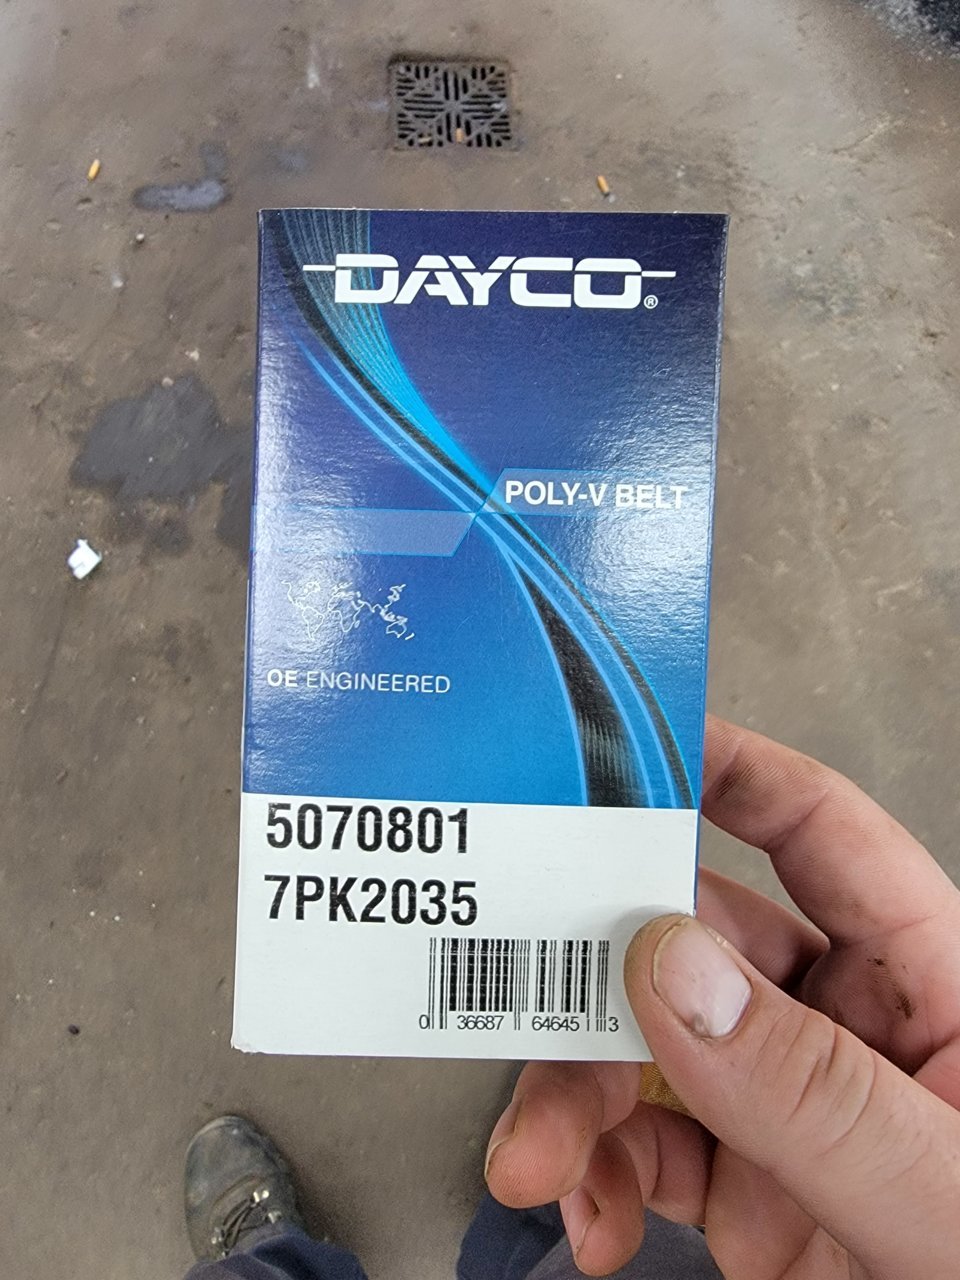 DAYCO®
POLY-V BELT
OE ENGINEERED
5070801
7PK2035
0 36687 64645 3